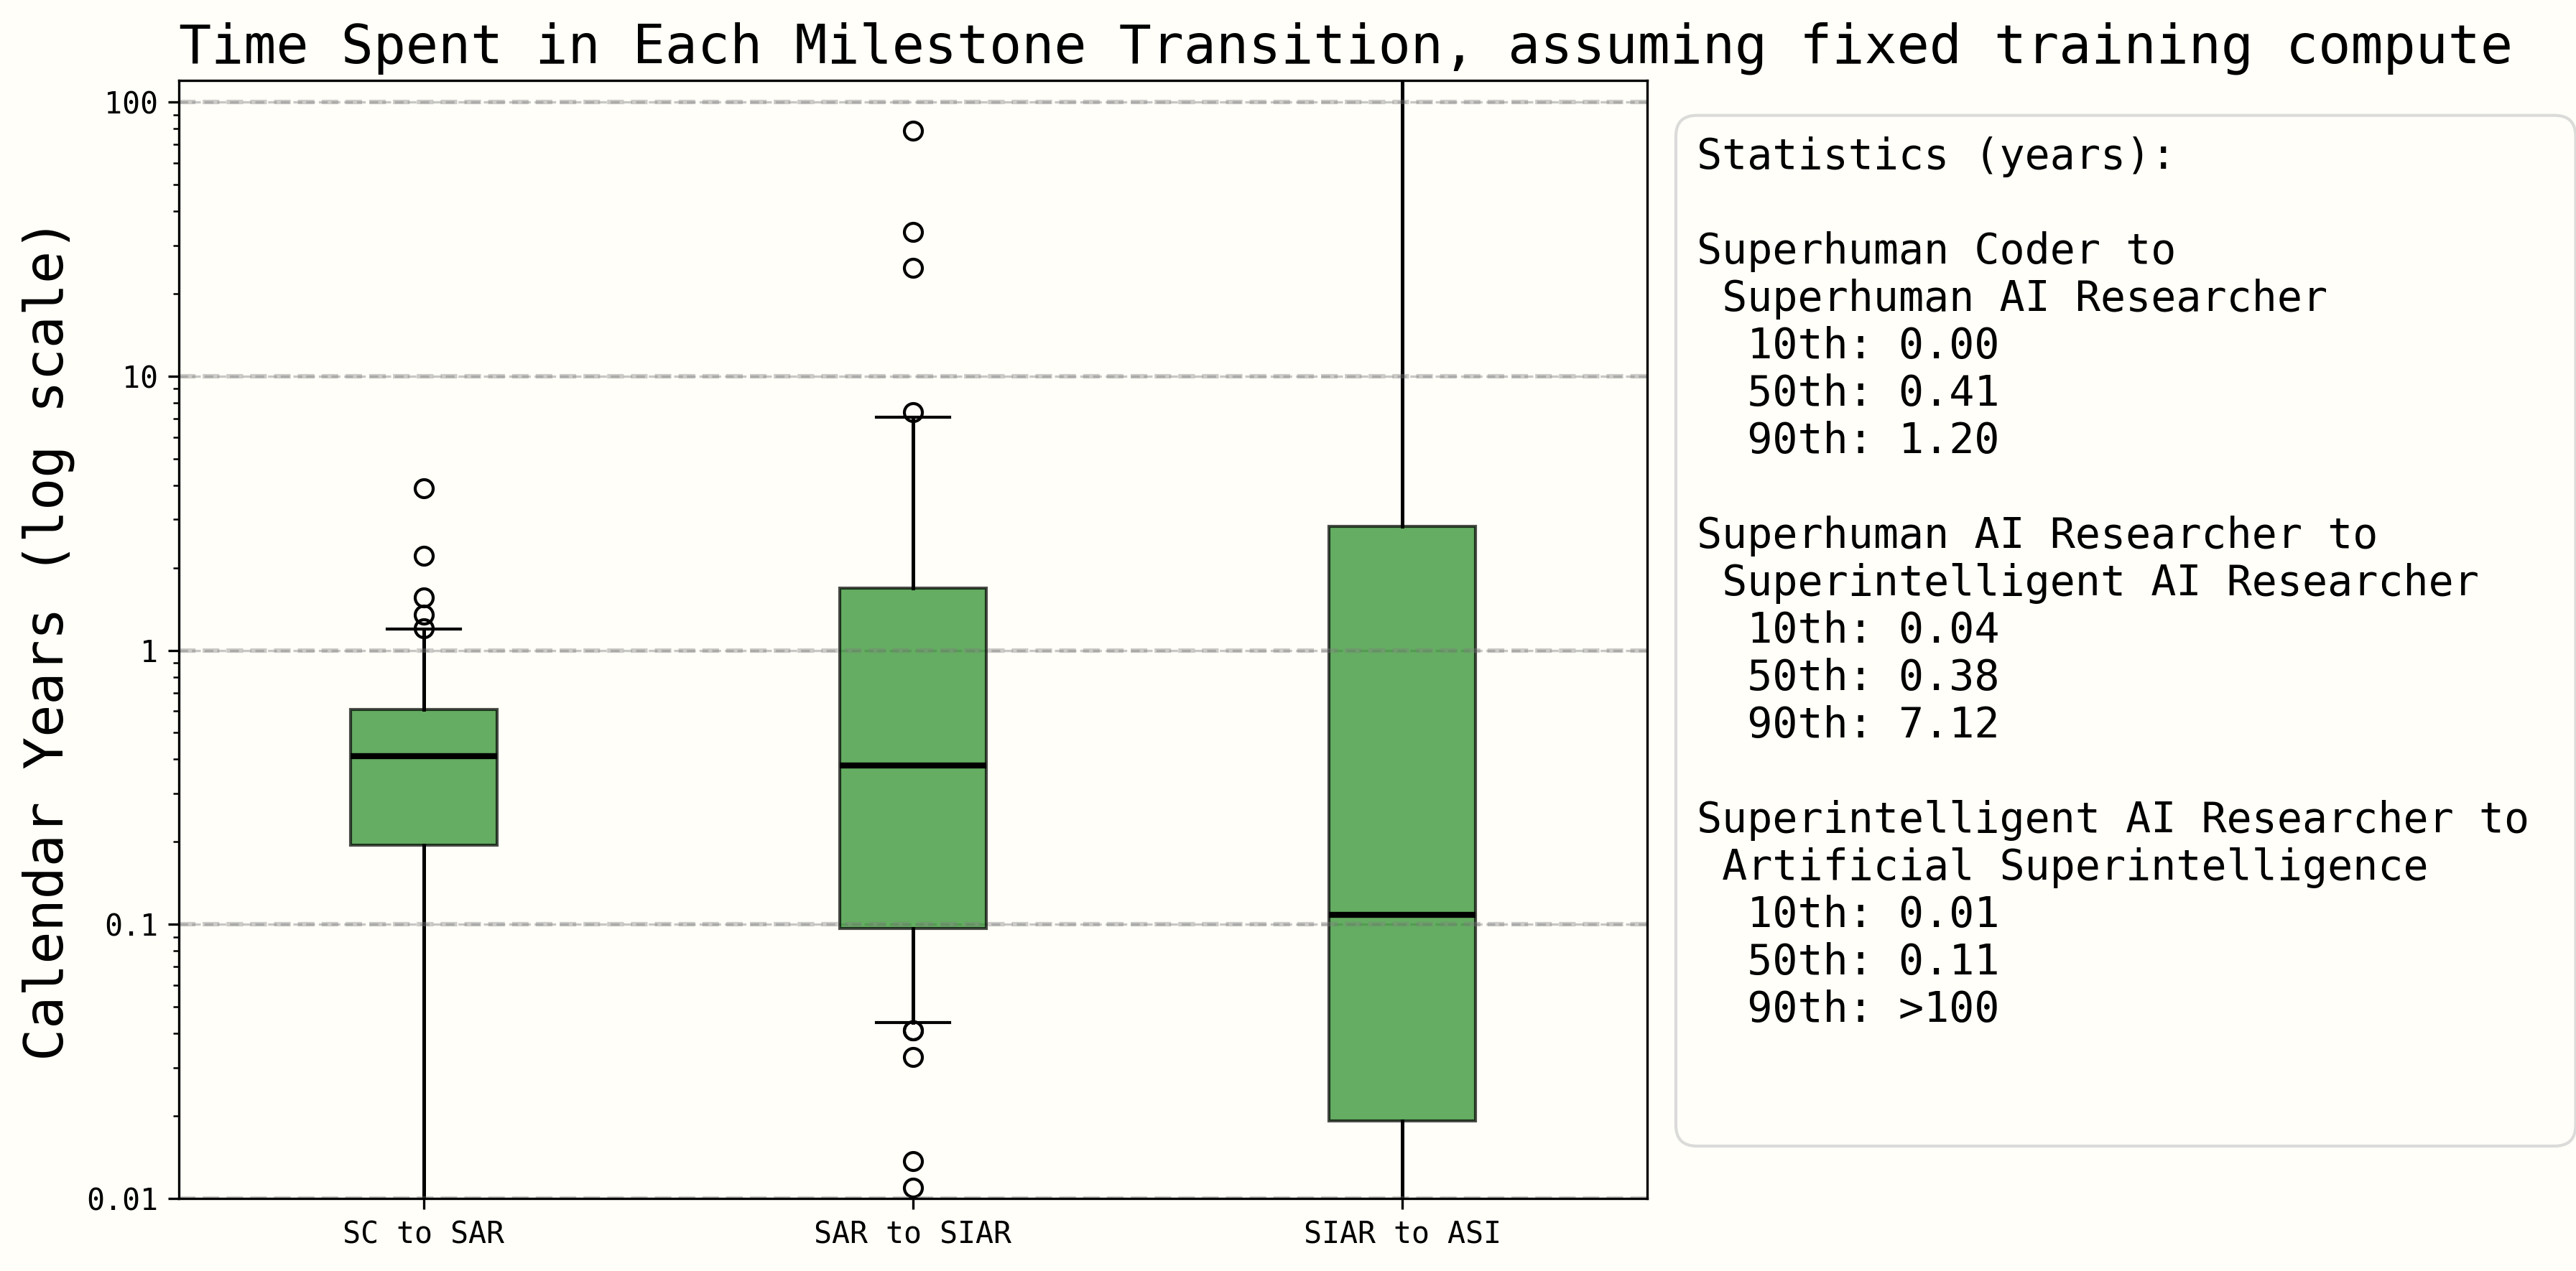 Time Spent in Each Milestone Transition, assuming fixed training compute
Calendar Years (log scale)
100
10
1
0.1
0.01
SC to SAR
SAR to SIAR
SIAR to ASI
Statistics (years):
Superhuman Coder to
Superhuman AI Researcher
10th: 0.00
50th: 0.41
90th: 1.20
Superhuman AI Researcher to
Superintelligent AI Researcher
10th: 0.04
50th: 0.38
90th: 7.12
Superintelligent AI Researcher to
Artificial Superintelligence
10th: 0.01
50th: 0.11
90th: >100